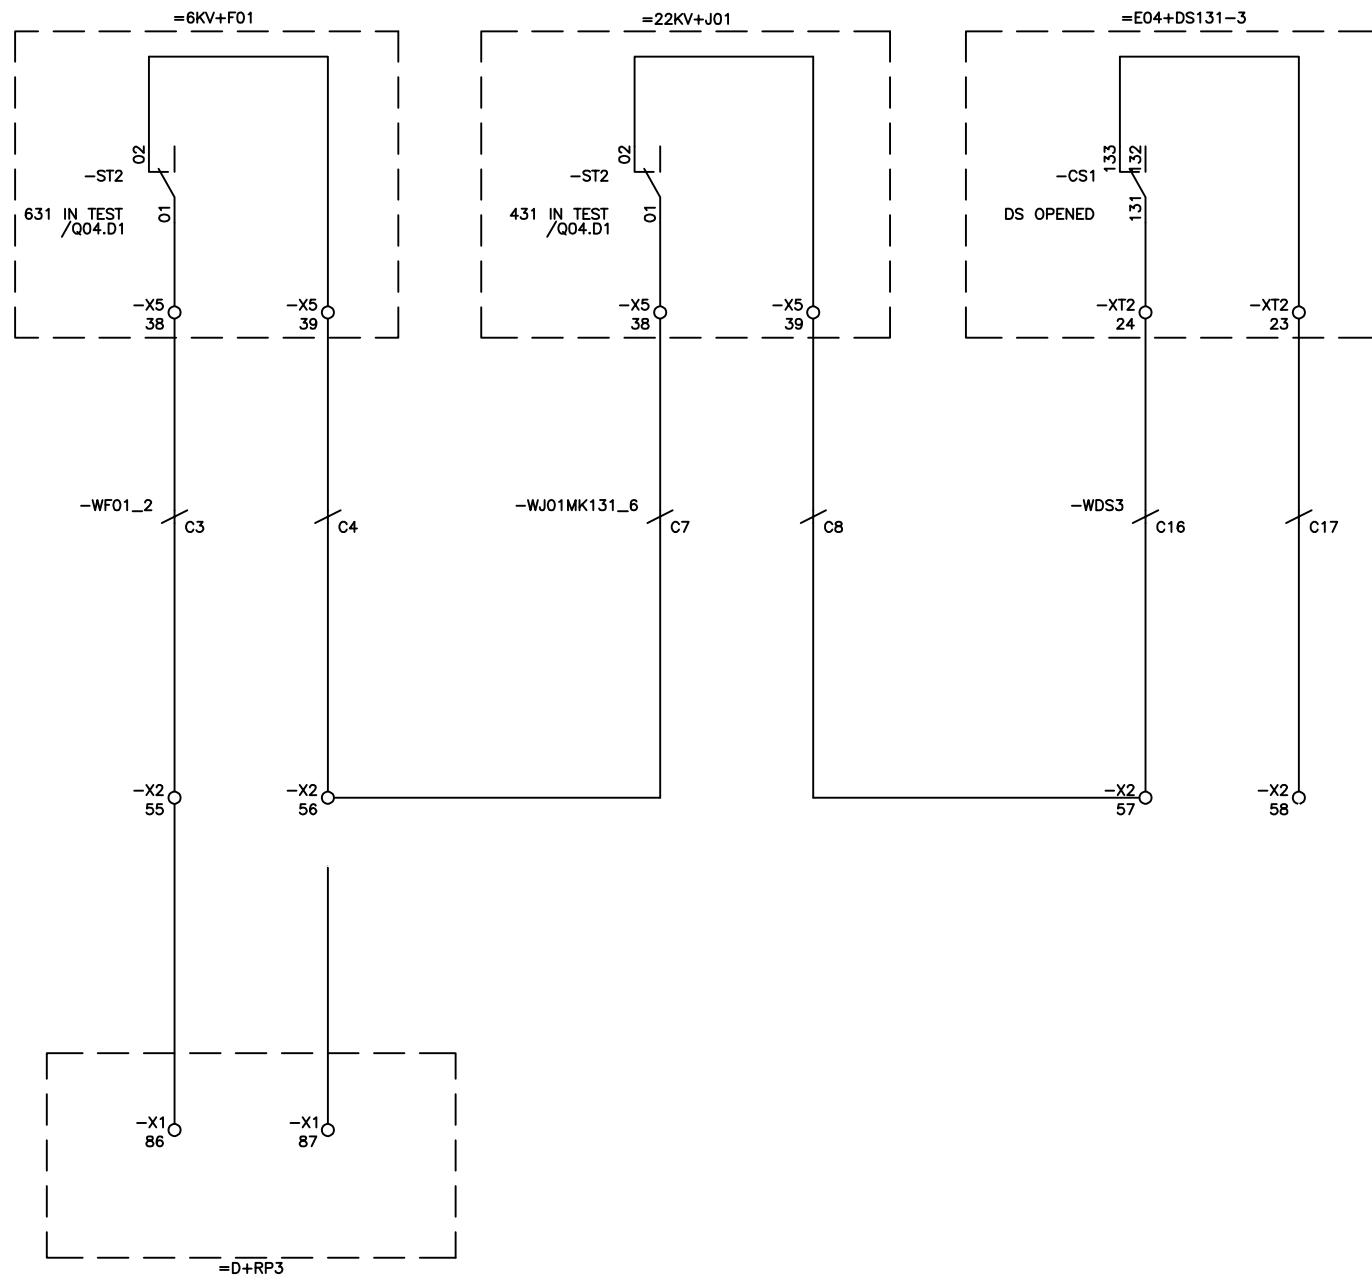 =6KV+F01
=22KV+J01
=E04+DS131-3
02
-ST2
631 IN TEST
/Q04.D1
01
02
-ST2
431 IN TEST
/Q04.D1
01
133
132
-CS1
DS OPENED
131
-X5
38
-X5
39
-X5
38
-X5
39
-XT2
24
-XT2
23
-WF01_2
C3
C4
-WJ01MK131_6
C7
C8
-WDS3
C16
C17
-X2
55
-X2
56
-X2
57
-X2
58
-X1
86
-X1
87
=D+RP3